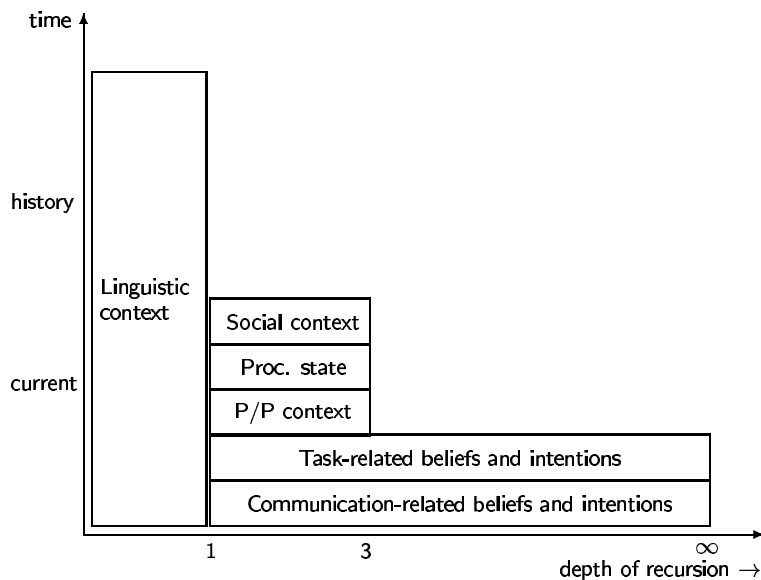 time
history
Linguistic
context
Social context
Proc. state
current
P/P context
Task-related beliefs and intentions
Communication-related beliefs and intentions
1 3 ∞
depth of recursion →